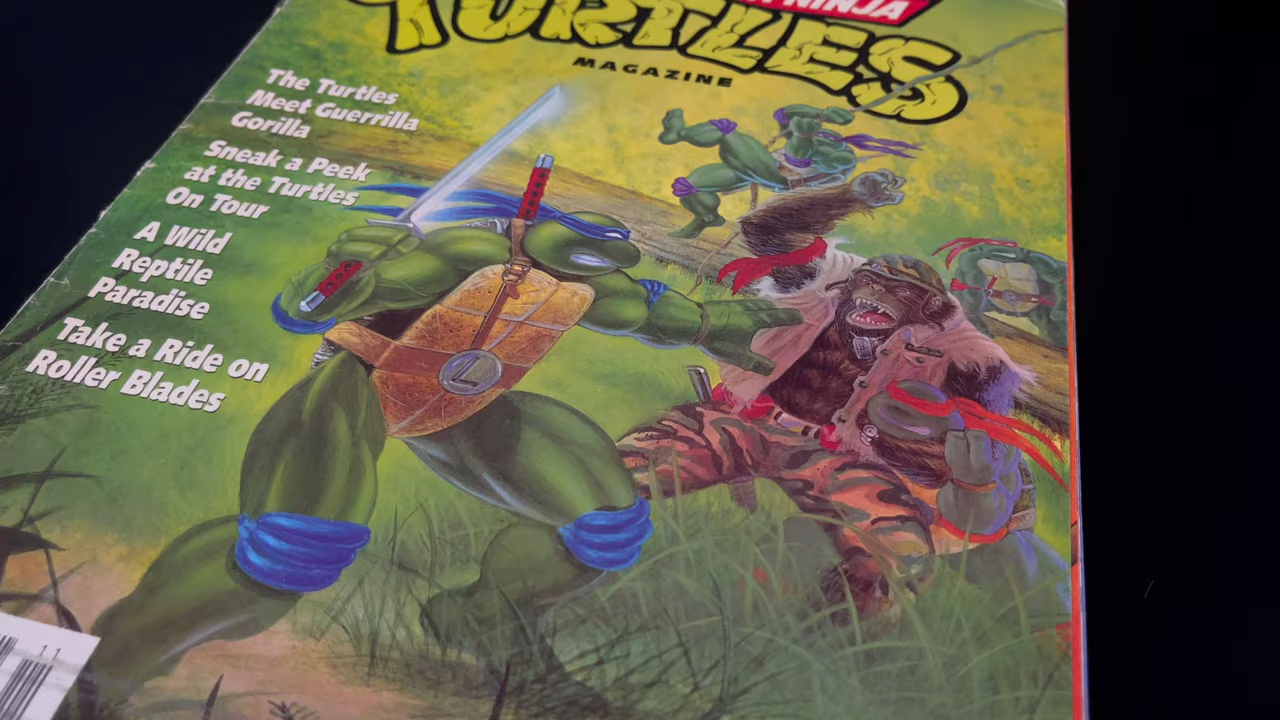 NINJA
TURTLES
MAGAZINE
The Turtles
Meet Guerrilla
Gorilla
Sneak a Peek
at the Turtles
On Tour
A Wild
Reptile
Paradise
Take a Ride on
Roller Blades
L
11